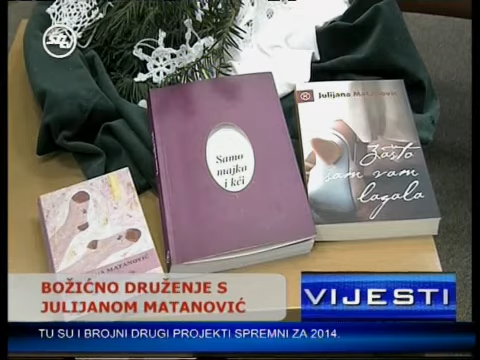 Julijana Matanović
Zašto
sam vam
lagala
Samo
majka
i kći
MATANOVIĆ
BOŽIĆNO DRUŽENJE S
JULIJANOM MATANOVIĆ
VIJESTI
TU SU I BROJNI DRUGI PROJEKTI SPREMNI ZA 2014.